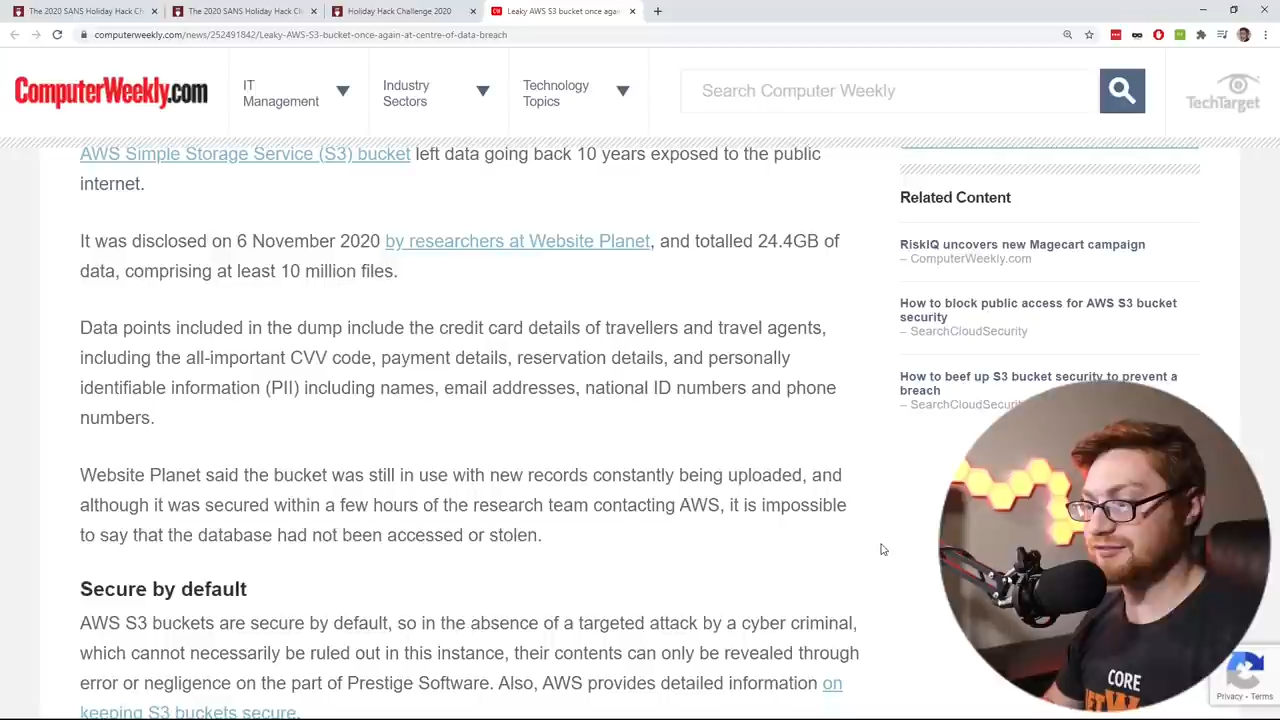 The 2020 SANS Holiday Hack Ch
The 2020 SANS Holiday Hack C
Holiday Hack Challenge 2020
Leaky AWS S3 bucket once aga
computerweekly.com/news/252491842/Leaky-AWS-S3-bucket-once-again-at-centre-of-data-breach
ComputerWeekly.com
IT
Management
Industry
Sectors
Technology
Topics
Search Computer Weekly
TechTarget
AWS Simple Storage Service (S3) bucket left data going back 10 years exposed to the public
internet.
It was disclosed on 6 November 2020 by researchers at Website Planet, and totalled 24.4GB of
data, comprising at least 10 million files.
Data points included in the dump include the credit card details of travellers and travel agents,
including the all-important CVV code, payment details, reservation details, and personally
identifiable information (PII) including names, email addresses, national ID numbers and phone
numbers.
Website Planet said the bucket was still in use with new records constantly being uploaded, and
although it was secured within a few hours of the research team contacting AWS, it is impossible
to say that the database had not been accessed or stolen.
Secure by default
AWS S3 buckets are secure by default, so in the absence of a targeted attack by a cyber criminal,
which cannot necessarily be ruled out in this instance, their contents can only be revealed through
error or negligence on the part of Prestige Software. Also, AWS provides detailed information on
keeping S3 buckets secure.
Related Content
RiskIQ uncovers new Magecart campaign
– ComputerWeekly.com
How to block public access for AWS S3 bucket
security
– SearchCloudSecurity
How to beef up S3 bucket security to prevent a
breach
– SearchCloudSecurit
CORE
Privacy - Terms